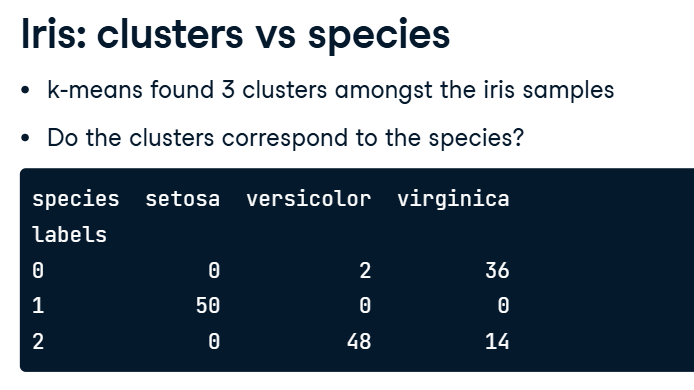 Iris: clusters vs species
• k-means found 3 clusters amongst the iris samples
• Do the clusters correspond to the species?
species  setosa  versicolor  virginica
labels
0             0           2         36
1            50           0          0
2             0          48         14